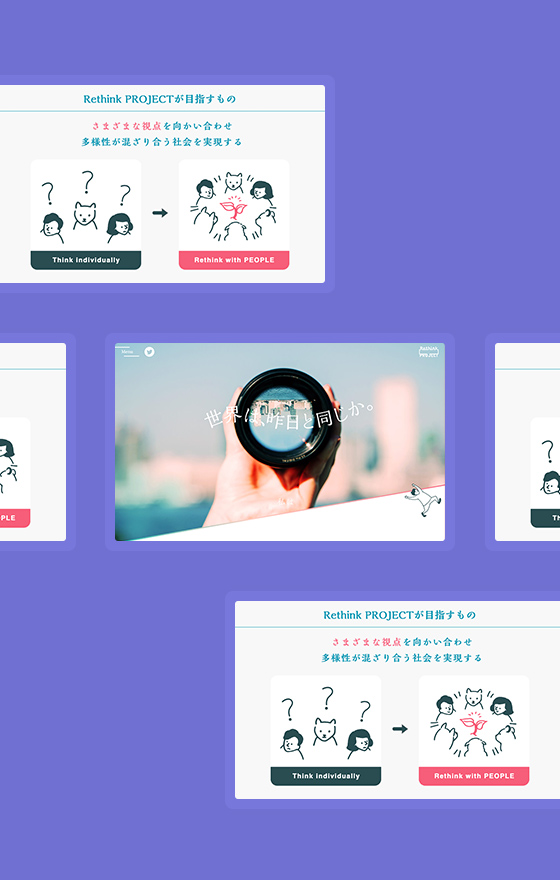 Rethink PROJECTが目指すもの
さまざまな視点を向かい合わせ
多様性が混ざり合う社会を実現する
Think individually
Rethink with PEOPLE
PLE
Menu
世界は、昨日と同じか。
Th
Rethink PROJECTが目指すもの
さまざまな視点を向かい合わせ
多様性が混ざり合う社会を実現する
Think individually
Rethink with PEOPLE